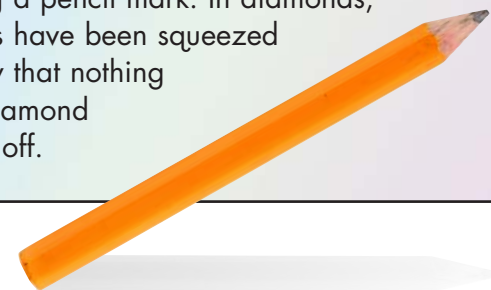 a pencil mark. In diamonds,
s have been squeezed
that nothing
amond
off.